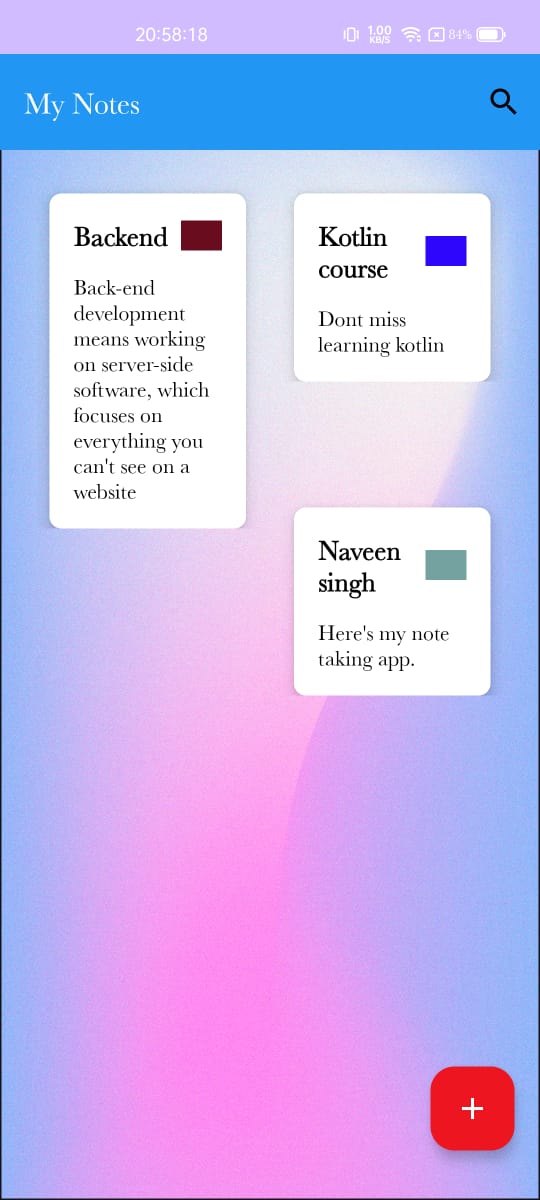 20:58:18
1.00
KB/S
84%
My Notes
Backend
Back-end
development
means working
on server-side
software, which
focuses on
everything you
can't see on a
website
Kotlin
course
Dont miss
learning kotlin
Naveen
singh
Here's my note
taking app.